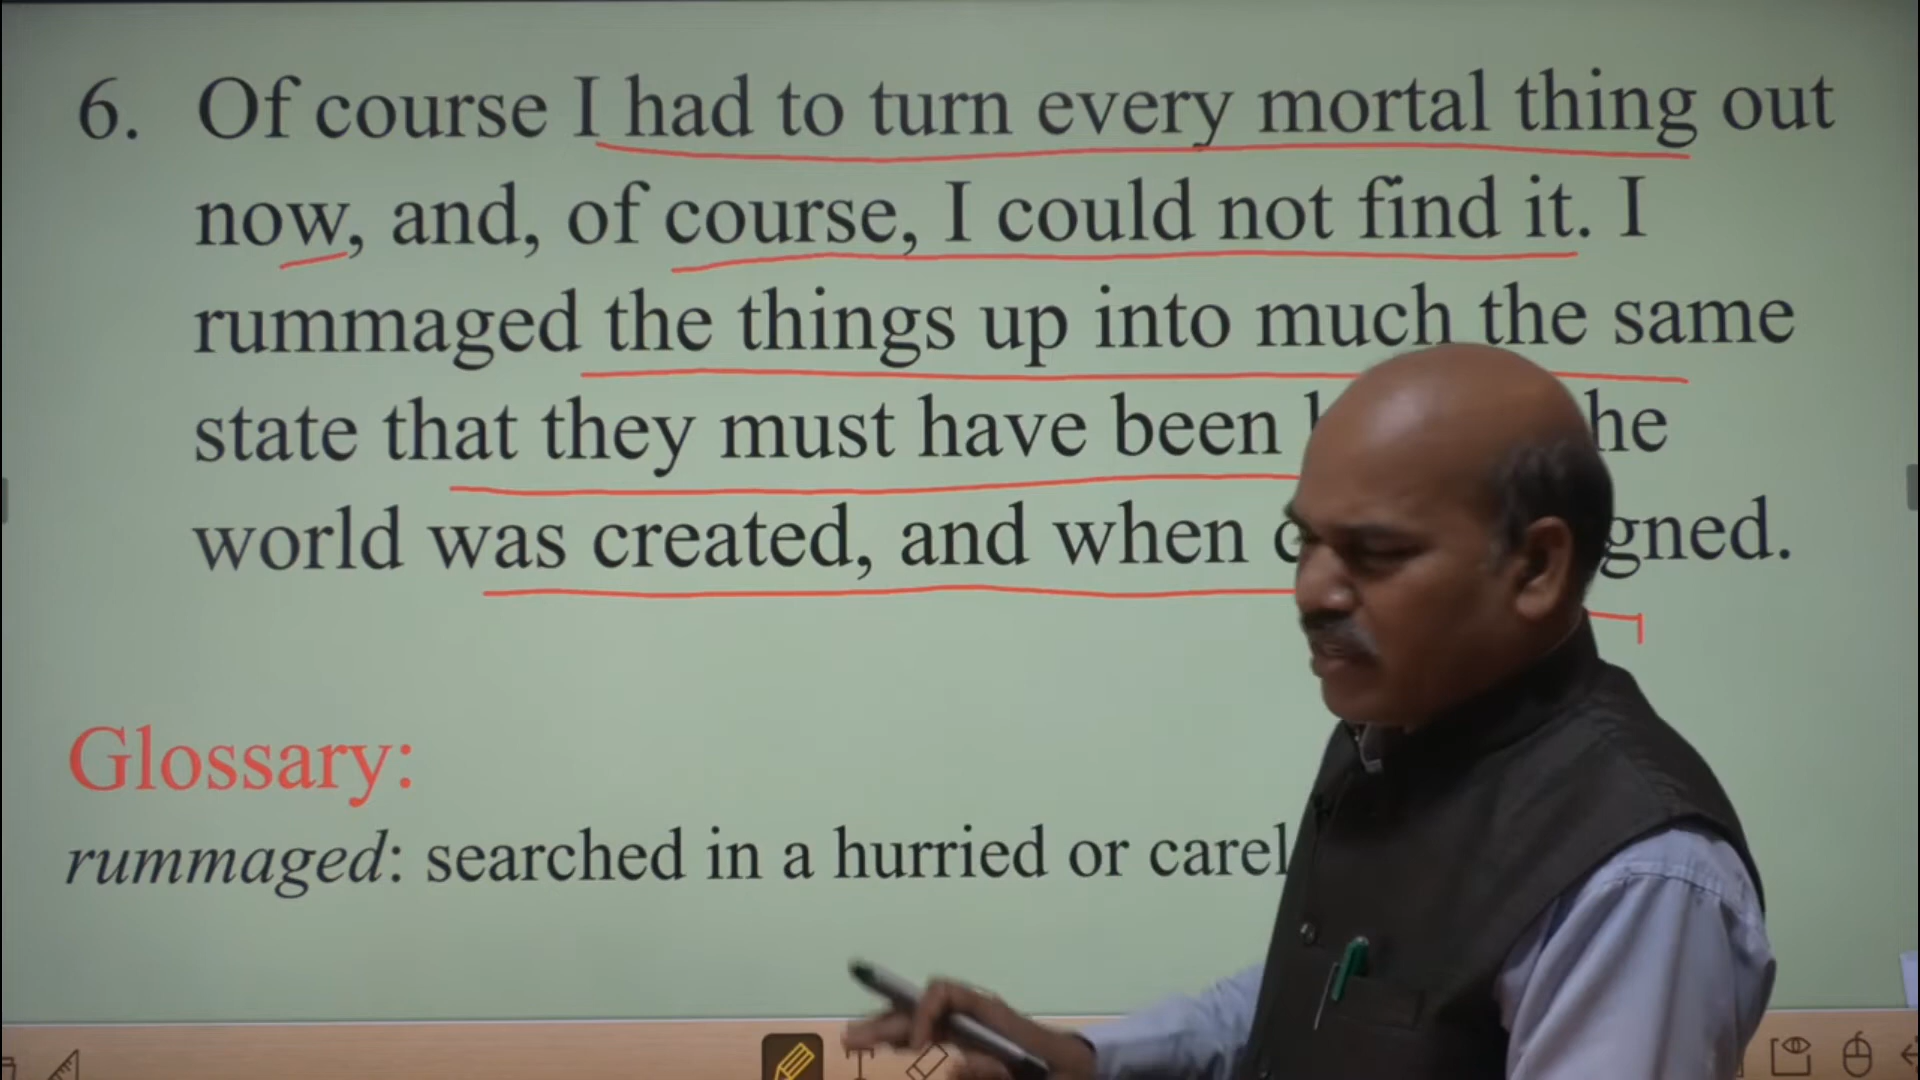 6. Of course I had to turn every mortal thing out
now, and, of course, I could not find it. I
rummaged the things up into much the same
state that they must have been
world was created, and when
Glossary:
rummaged: searched in a hurried or